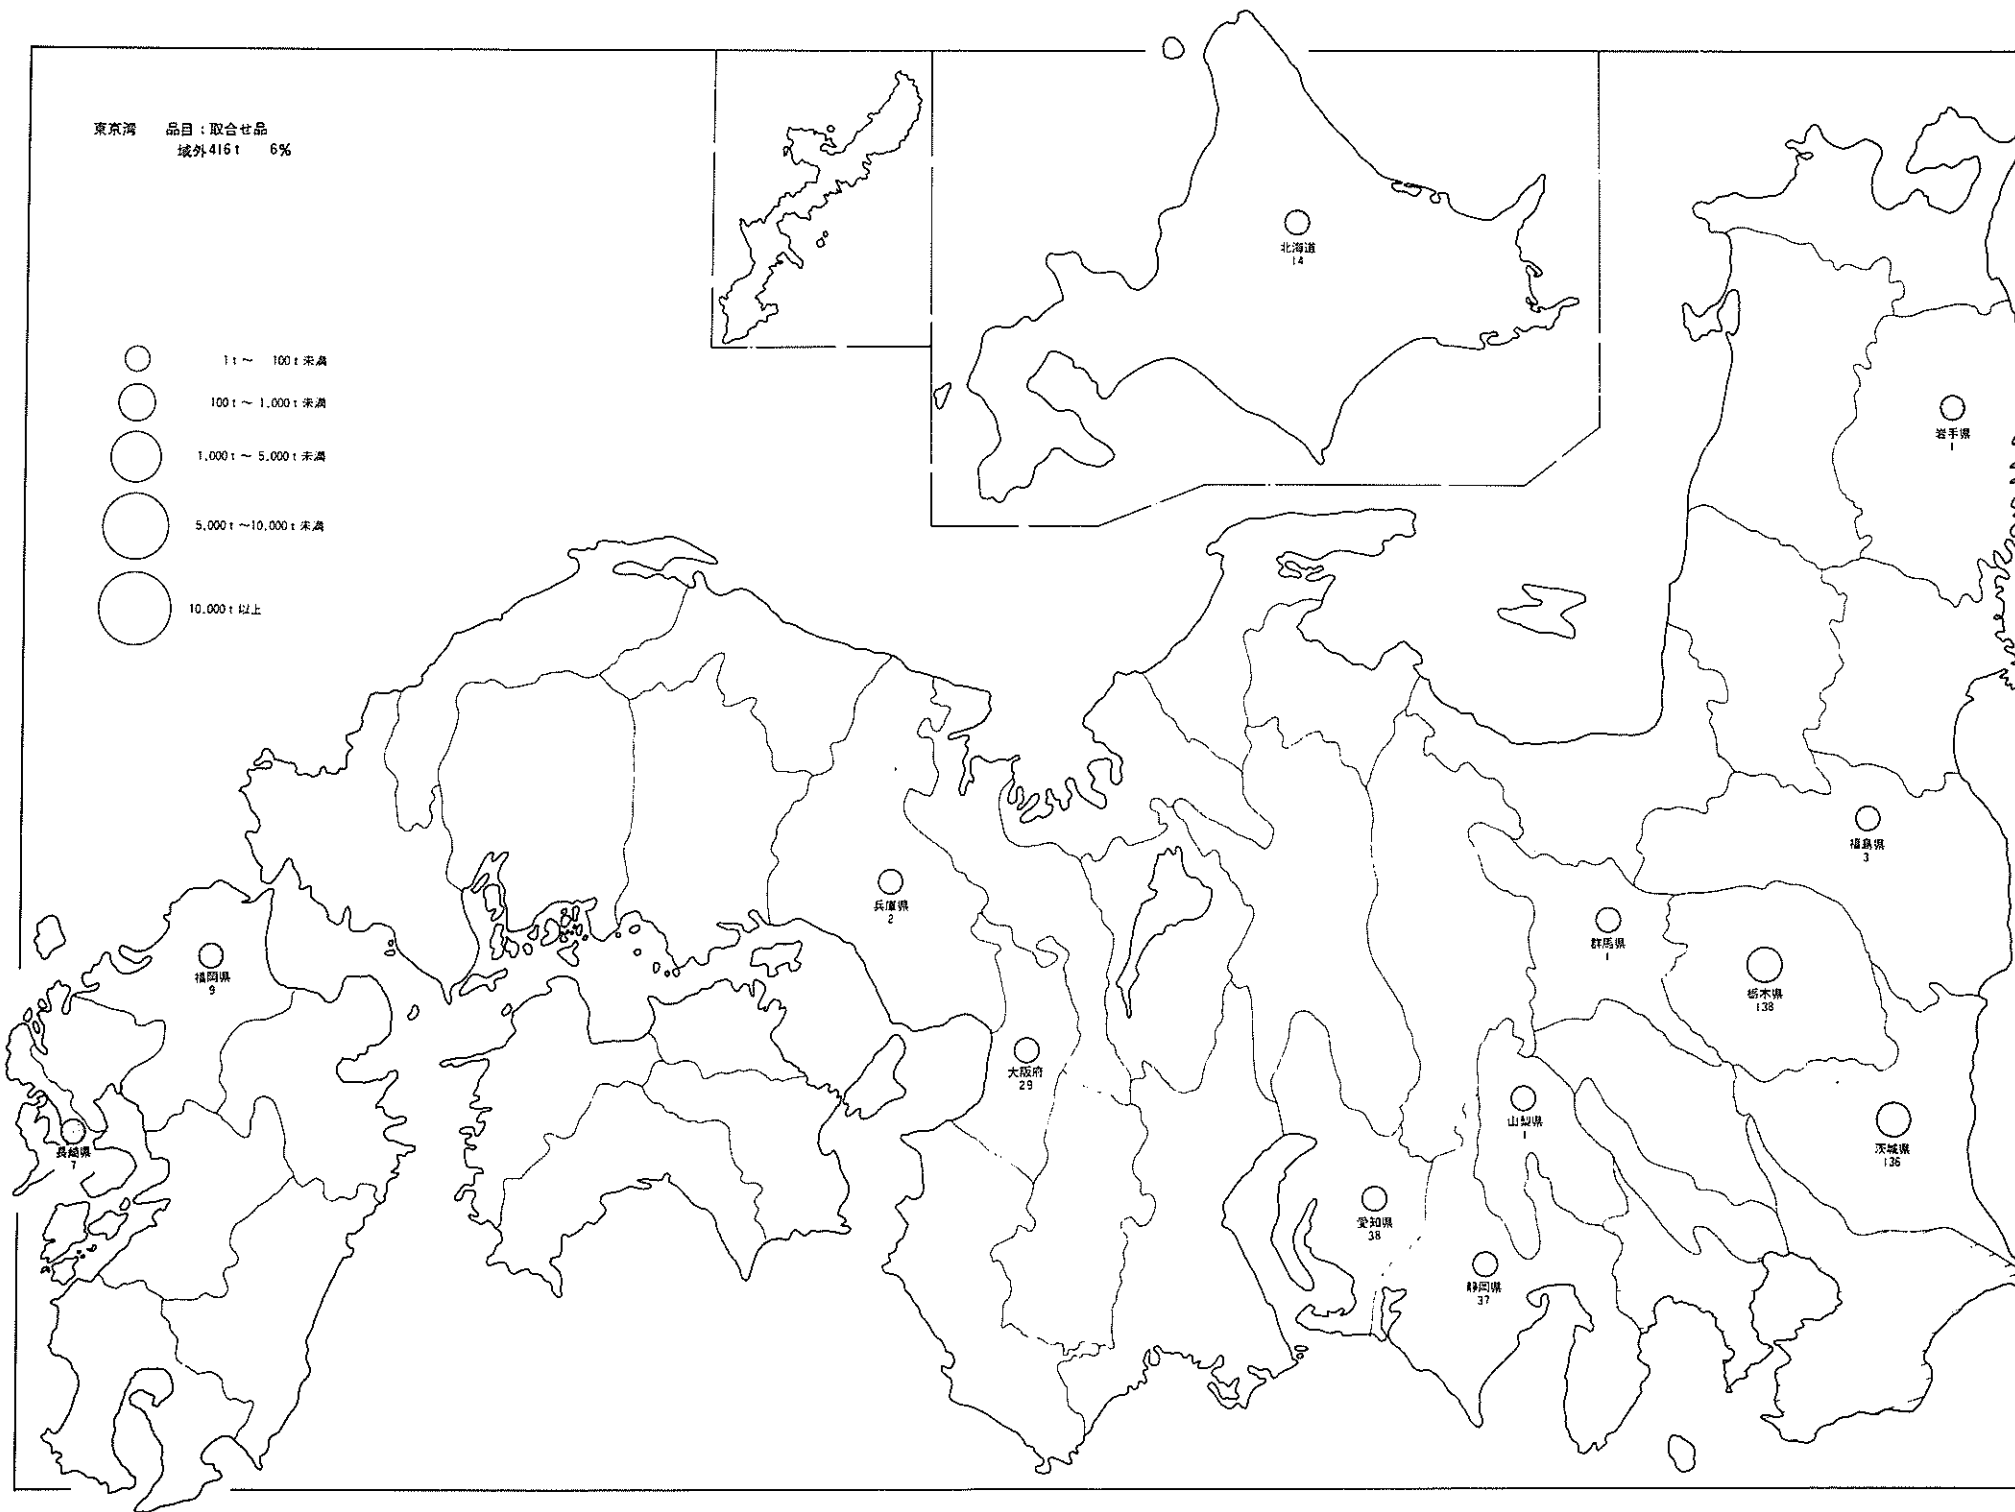 東京湾 品目：取合せ品
域外416t 6%
1t～ 100t未満
100t～1,000t未満
1,000t～5,000t未満
5,000t～10,000t未満
10,000t以上
北海道
14
岩手県
1
福島県
3
兵庫県
2
群馬県
1
福岡県
9
栃木県
138
大阪府
29
山梨県
1
茨城県
136
長崎県
7
愛知県
38
静岡県
37